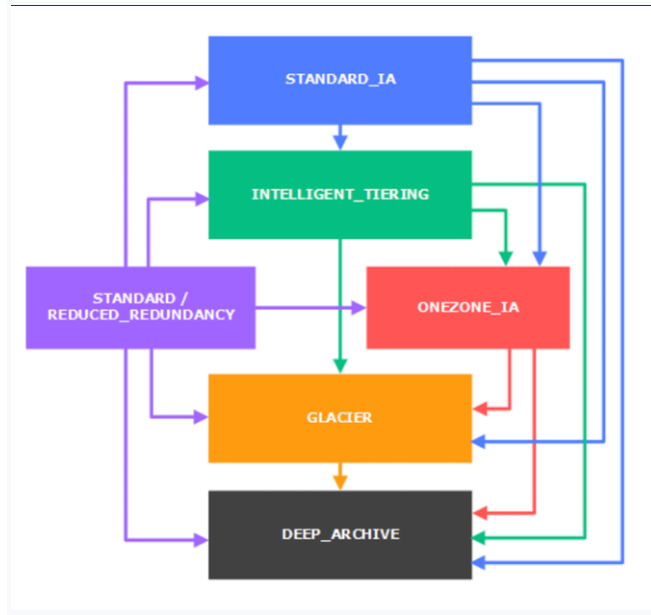 STANDARD_IA
INTELLIGENT_TIERING
STANDARD /
REDUCED_REDUNDANCY
ONEZONE_IA
GLACIER
DEEP_ARCHIVE